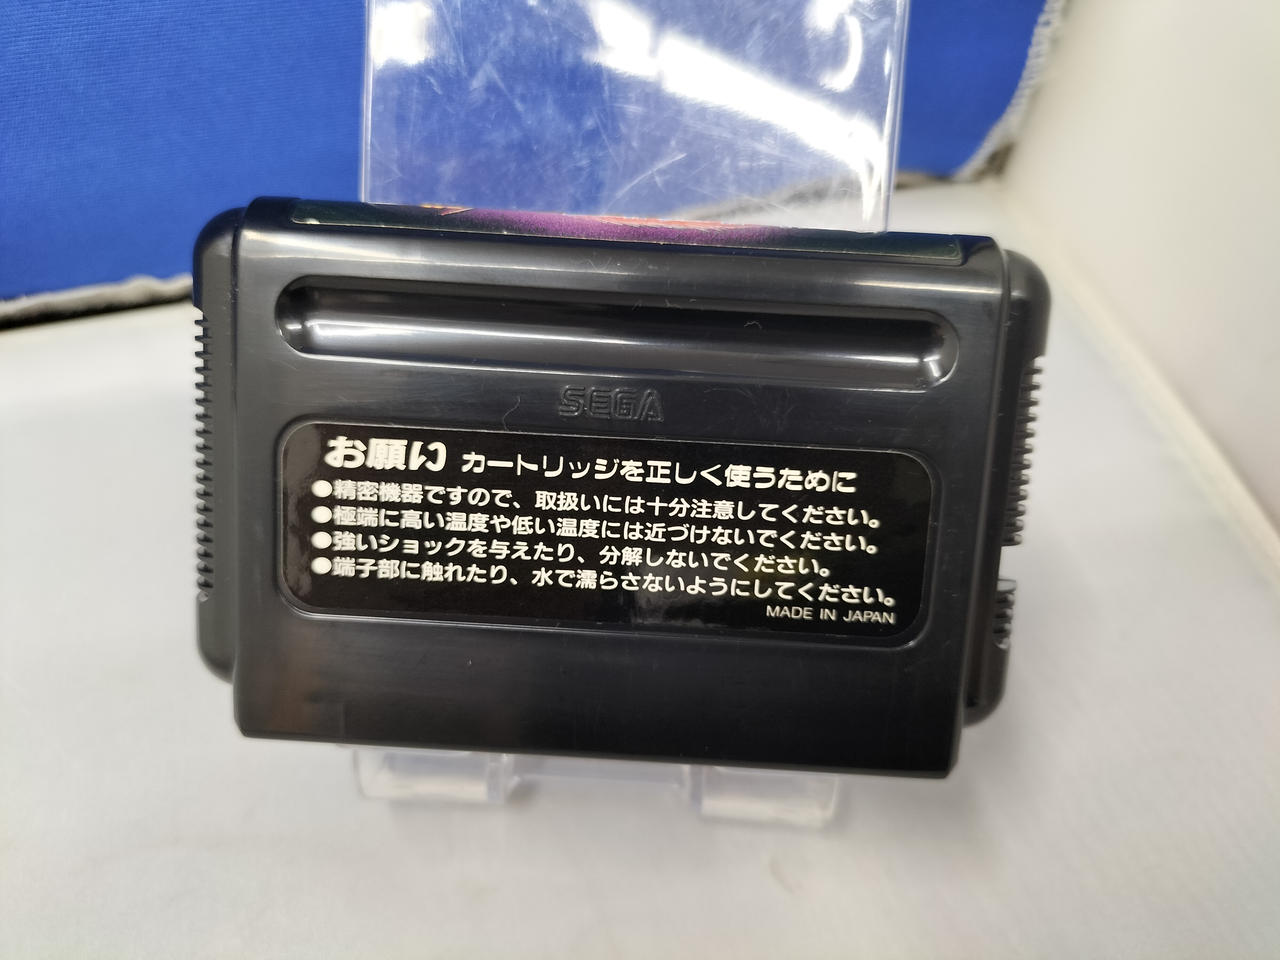 SEGA
お願い カートリッジを正しく使うために
●精密機器ですので、取扱いには十分注意してください。
●極端に高い温度や低い温度には近づけないでください。
●強いショックを与えたり、分解しないでください。
●端子部に触れたり、水で濡らさないようにしてください。
MADE IN JAPAN